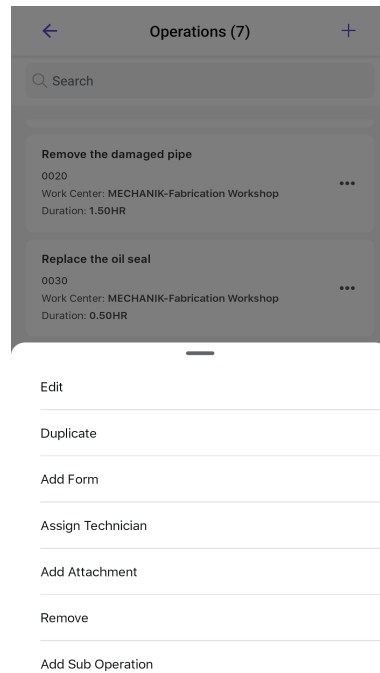 Operations (7)
Search
Remove the damaged pipe
0020
Work Center: MECHANIK-Fabrication Workshop
Duration: 1.50HR
Replace the oil seal
0030
Work Center: MECHANIK-Fabrication Workshop
Duration: 0.50HR
Edit
Duplicate
Add Form
Assign Technician
Add Attachment
Remove
Add Sub Operation